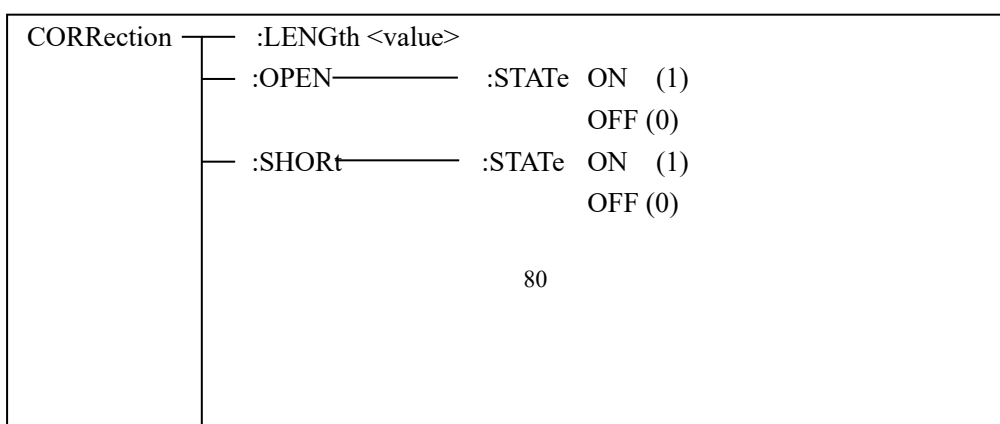 CORRection :LENGth <value>
:OPEN :STATe ON (1)
OFF (0)
:SHORt :STATe ON (1)
OFF (0)
80